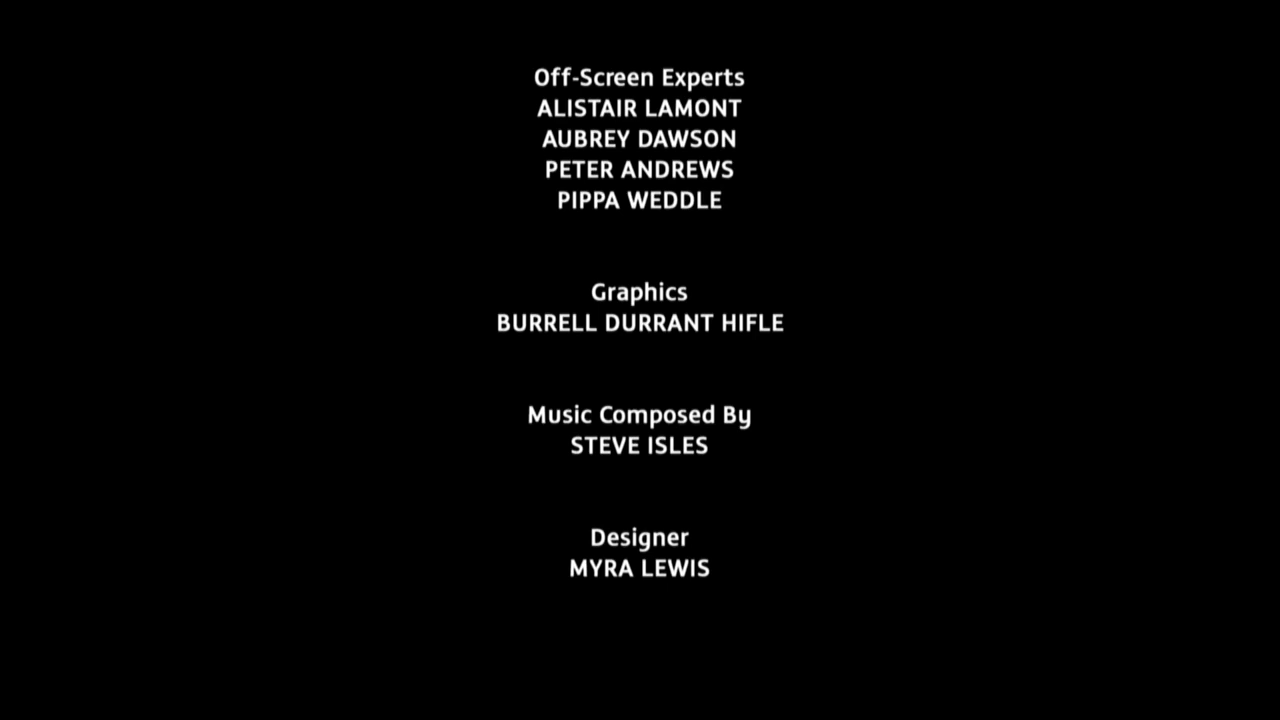 Off-Screen Experts
ALISTAIR LAMONT
AUBREY DAWSON
PETER ANDREWS
PIPPA WEDDLE
Graphics
BURRELL DURRANT HIFLE
Music Composed By
STEVE ISLES
Designer
MYRA LEWIS